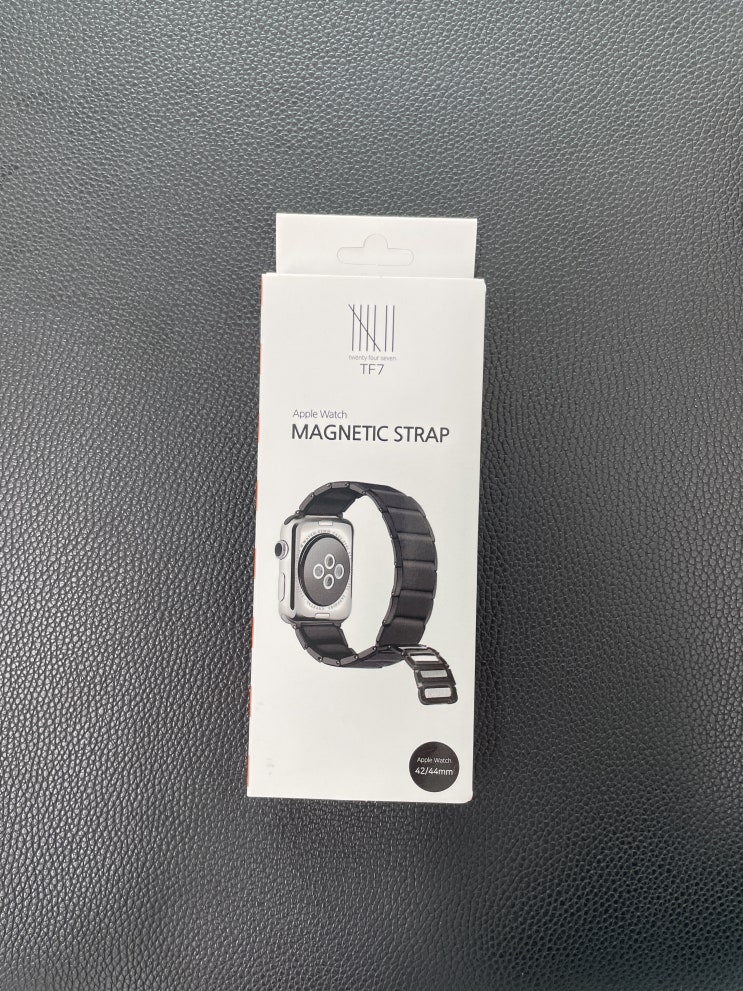 twenty four seven
TF7
Apple Watch
MAGNETIC STRAP
Apple Watch
42/44mm